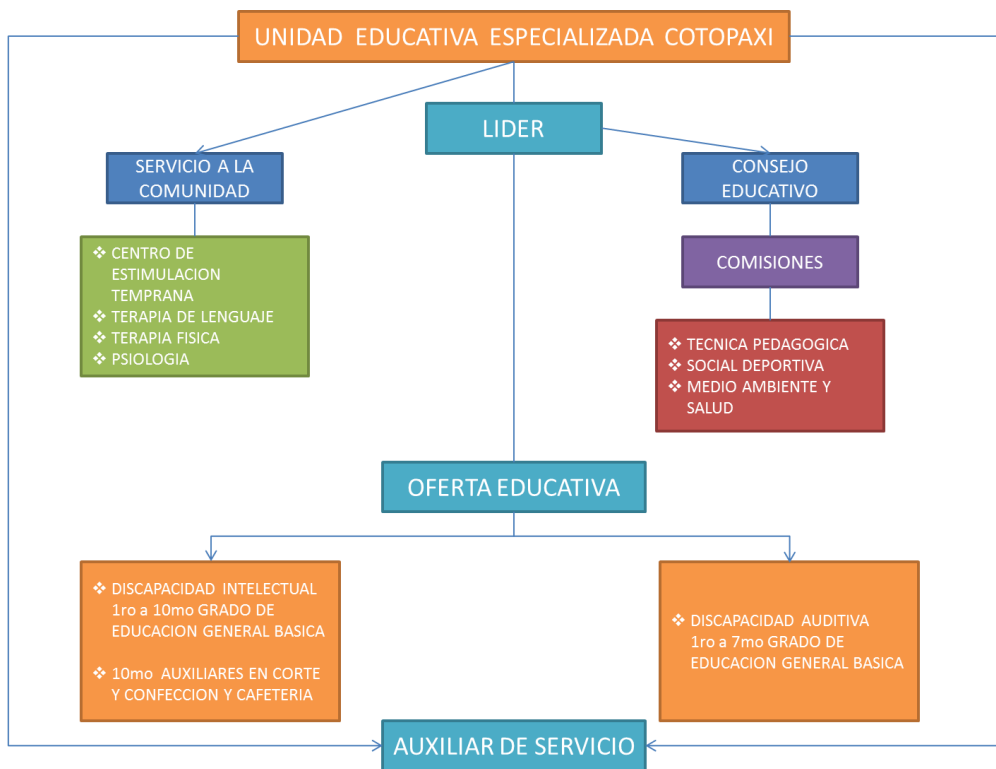 UNIDAD EDUCATIVA ESPECIALIZADA COTOPAXI
LIDER
SERVICIO A LA
COMUNIDAD
CONSEJO
EDUCATIVO
❖ CENTRO DE
ESTIMULACION
TEMPRANA
❖ TERAPIA DE LENGUAJE
❖ TERAPIA FISICA
❖ PSIOLOGIA
COMISIONES
❖ TECNICA PEDAGOGICA
❖ SOCIAL DEPORTIVA
❖ MEDIO AMBIENTE Y
SALUD
OFERTA EDUCATIVA
❖ DISCAPACIDAD INTELECTUAL
1ro a 10mo GRADO DE
EDUCACION GENERAL BASICA
❖ 10mo AUXILIARES EN CORTE
Y CONFECCION Y CAFETERIA
❖ DISCAPACIDAD AUDITIVA
1ro a 7mo GRADO DE
EDUCACION GENERAL BASICA
AUXILIAR DE SERVICIO